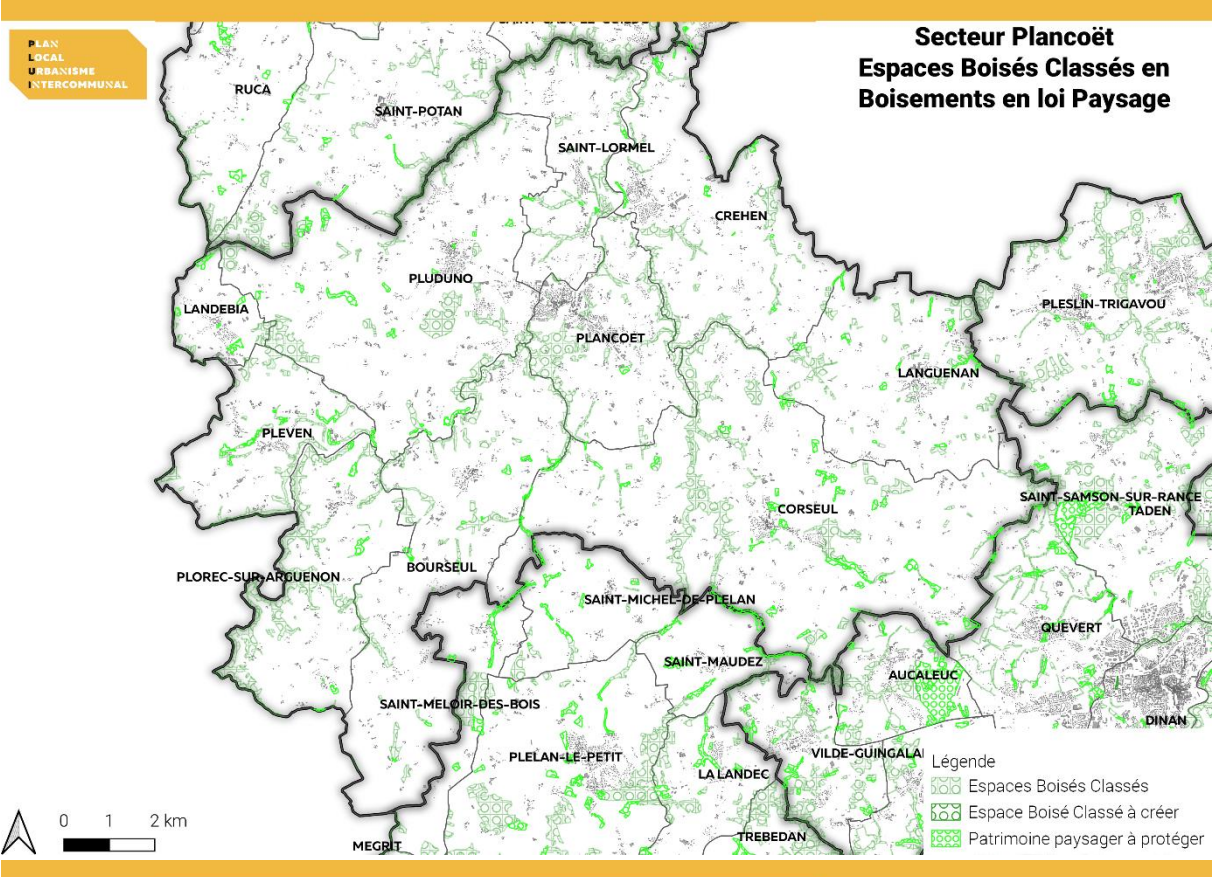 PLAN
LOCAL
URBANISME
INTERCOMMUNAL
Secteur Plancoët
Espaces Boisés Classés en
Boisements en loi Paysage
RUCA
SAINT-POTAN
SAINT-LORMEL
CREHEN
PLUDUNO
LANDEBIA
PLESLIN-TRIGAVOU
PLANCOET
LANGUENAN
PLEVEN
SAINT-SAMSON-SUR-RANCE
TADEN
CORSEUL
PLOREC-SUR-ARGUENON
BOURSEUL
SAINT-MICHEL-DE-PLELAN
QUEVERT
SAINT-MAUDEZ
AUCALEUC
SAINT-MELOIR-DES-BOIS
DINAN
PLELAN-LE-PETIT
VILDE-GUINGALA
LA LANDEC
Légende
Espaces Boisés Classés
Espace Boisé Classé à créer
Patrimoine paysager à protéger
0 1 2 km
TREBEDAN
MEGRIT